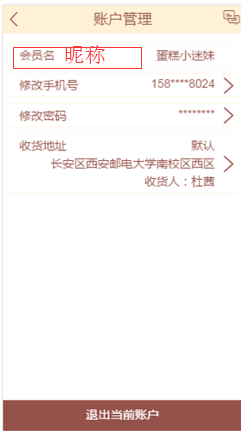 账户管理
会员名 昵称 蛋糕小迷妹
修改手机号 158****8024
修改密码 ********
收货地址 默认
长安区西安邮电大学南校区西区
收货人：杜茜
退出当前账户